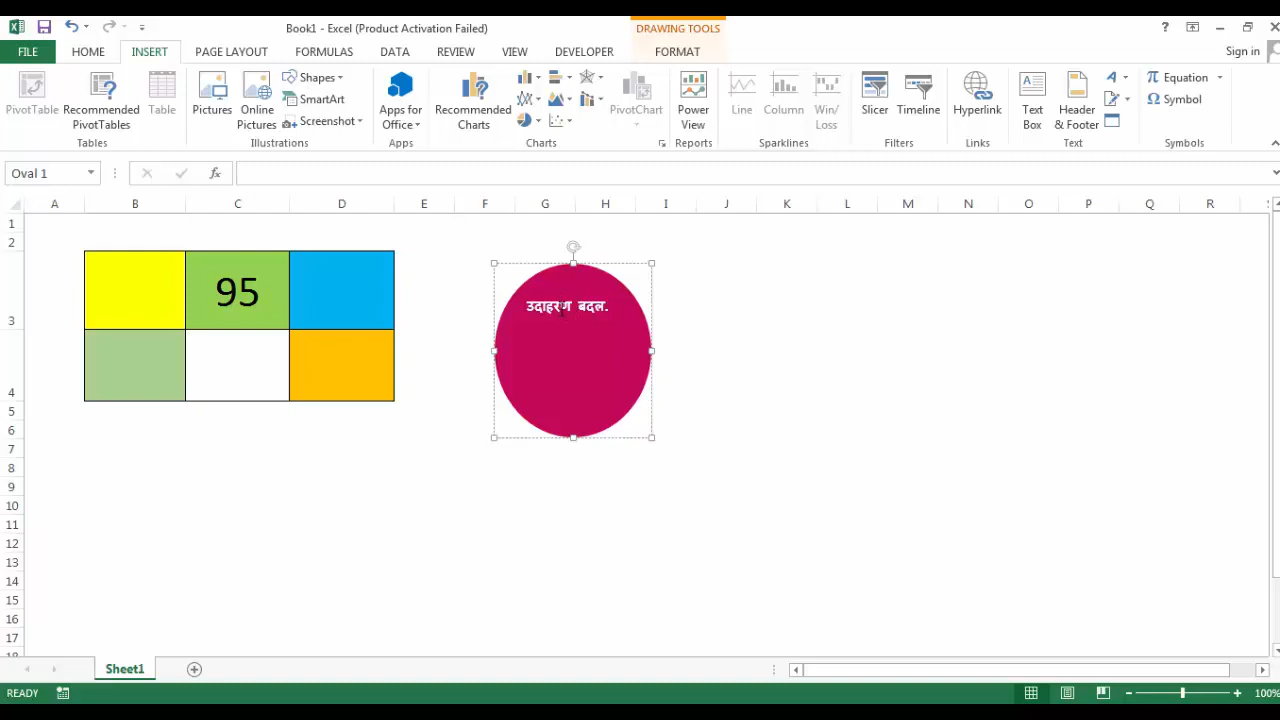 Book1 - Excel (Product Activation Failed)
DRAWING TOOLS
?
FILE HOME INSERT PAGE LAYOUT FORMULAS DATA REVIEW VIEW DEVELOPER FORMAT Sign in
PivotTable
Recommended
PivotTables
Table
Tables
Pictures
Online
Pictures
Shapes
SmartArt
Screenshot
Illustrations
Apps for
Office
Apps
Recommended
Charts
PivotChart
Charts
Power
View
Reports
Line
Column
Win/
Loss
Sparklines
Slicer
Timeline
Filters
Hyperlink
Links
Text
Box
Header
& Footer
Text
π Equation
Ω Symbol
Symbols
Oval 1
fx
A B C D E F G H I J K L M N O P Q R
1
2
3
4
5
6
7
8
9
10
11
12
13
14
15
16
17
95
उदाहरण बदल.
Sheet1
READY
100%